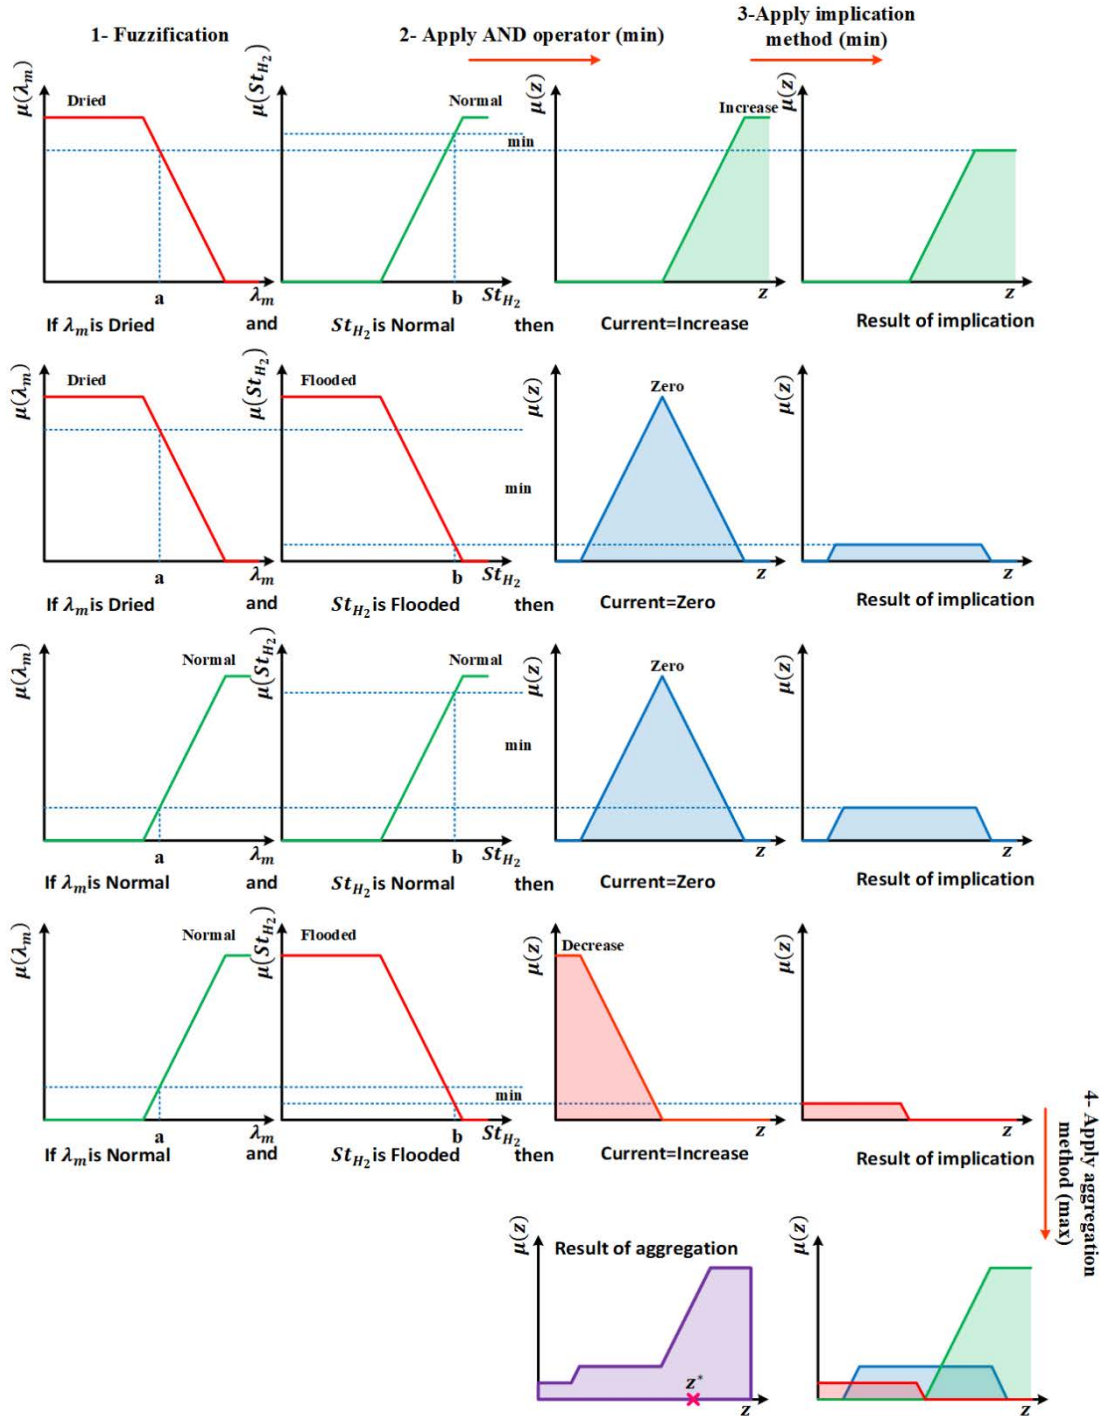 1- Fuzzification
2- Apply AND operator (min)
3-Apply implication
method (min)
μ(λm)
Dried
a
λm
μ(StH2)
Normal
b
StH2
min
μ(z)
Increase
z
μ(z)
z
If λm is Dried and StH2 is Normal then Current=Increase Result of implication
μ(λm)
Dried
a
λm
μ(StH2)
Flooded
b
StH2
min
μ(z)
Zero
z
μ(z)
z
If λm is Dried and StH2 is Flooded then Current=Zero Result of implication
μ(λm)
Normal
a
λm
μ(StH2)
Normal
b
StH2
min
μ(z)
Zero
z
μ(z)
z
If λm is Normal and StH2 is Normal then Current=Zero Result of implication
μ(λm)
Normal
a
λm
μ(StH2)
Flooded
b
StH2
min
μ(z)
Decrease
z
μ(z)
z
If λm is Normal and StH2 is Flooded then Current=Increase Result of implication
4- Apply aggregation
method (max)
μ(z)
Result of aggregation
z*
z
μ(z)
z